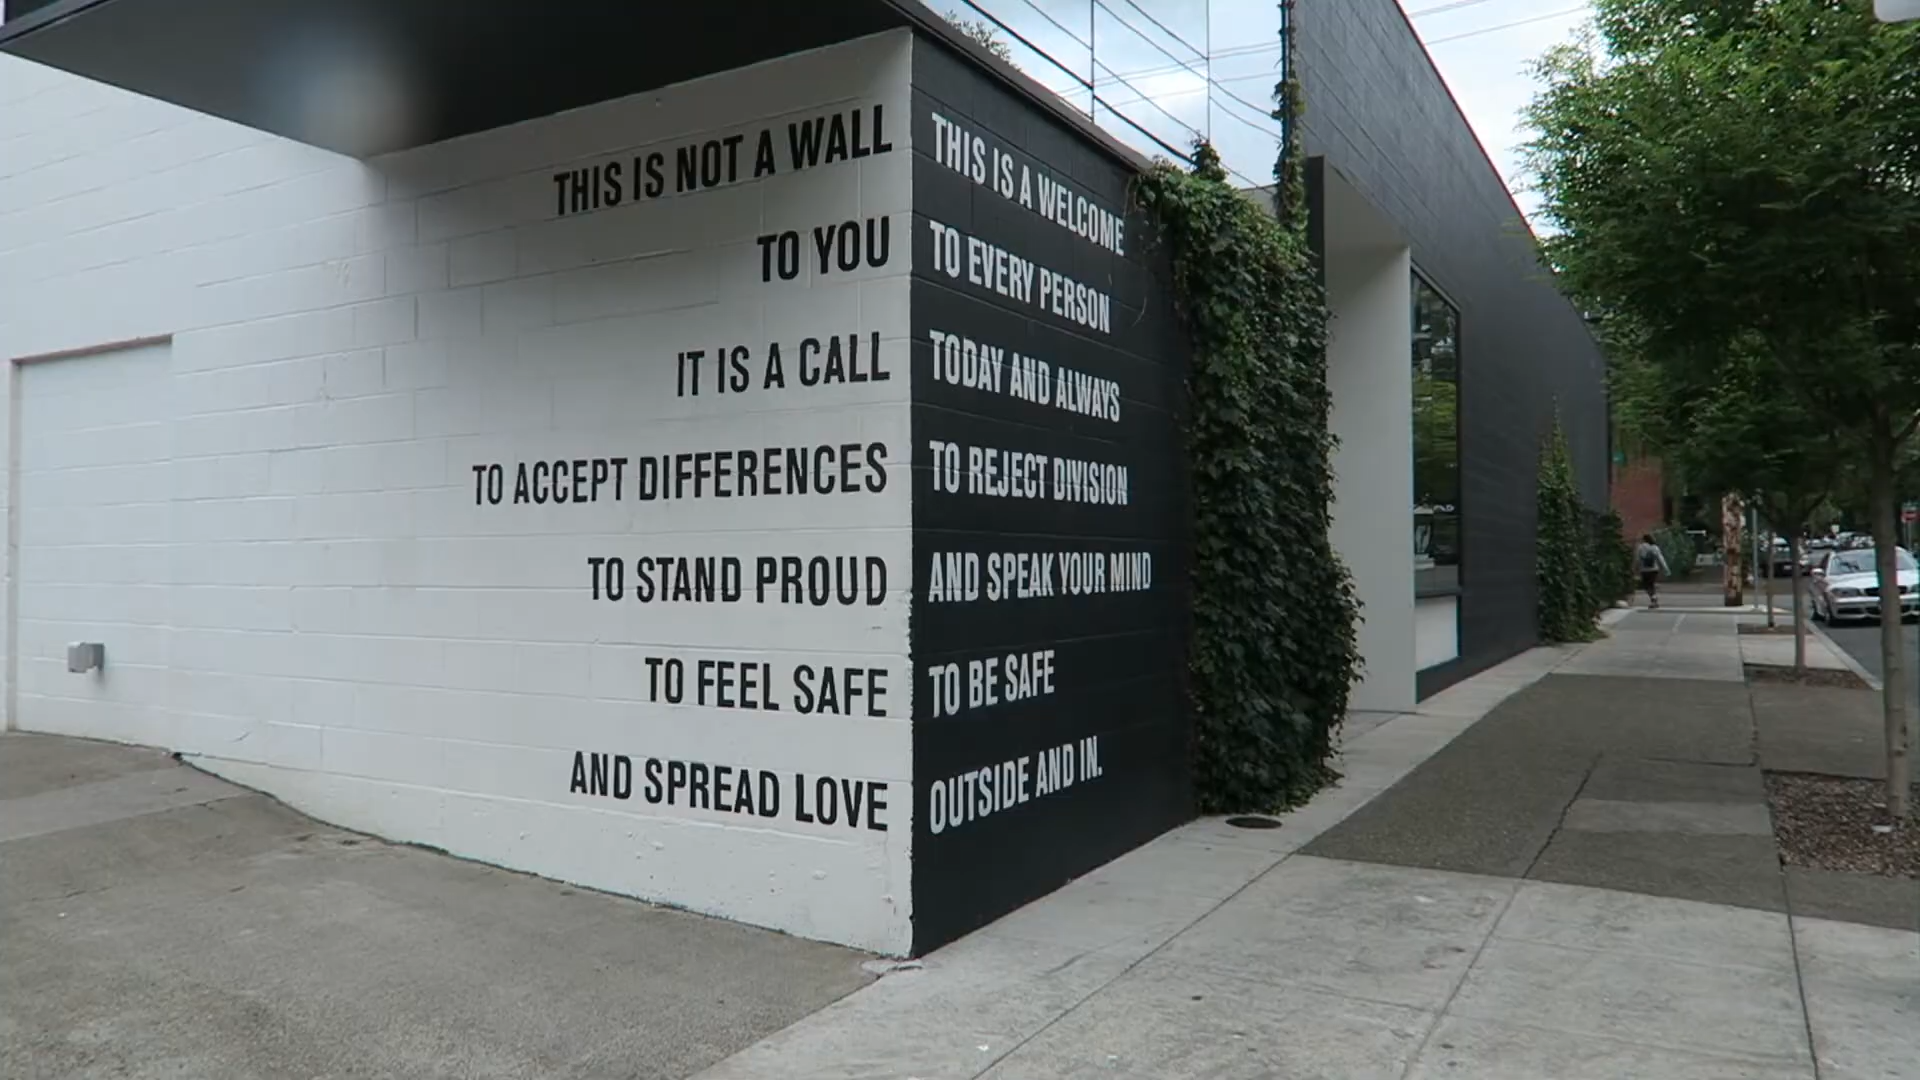 THIS IS NOT A WALL
TO YOU
IT IS A CALL
TO ACCEPT DIFFERENCES
TO STAND PROUD
TO FEEL SAFE
AND SPREAD LOVE
THIS IS A WELCOME
TO EVERY PERSON
TODAY AND ALWAYS
TO REJECT DIVISION
AND SPEAK YOUR MIND
TO BE SAFE
OUTSIDE AND IN.